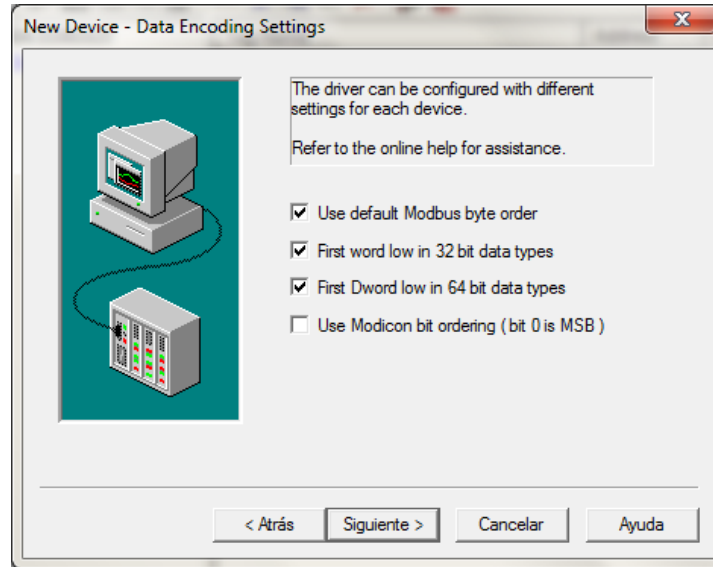 New Device - Data Encoding Settings
The driver can be configured with different
settings for each device.
Refer to the online help for assistance.
Use default Modbus byte order
First word low in 32 bit data types
First Dword low in 64 bit data types
Use Modicon bit ordering ( bit 0 is MSB )
< Atrás
Siguiente >
Cancelar
Ayuda